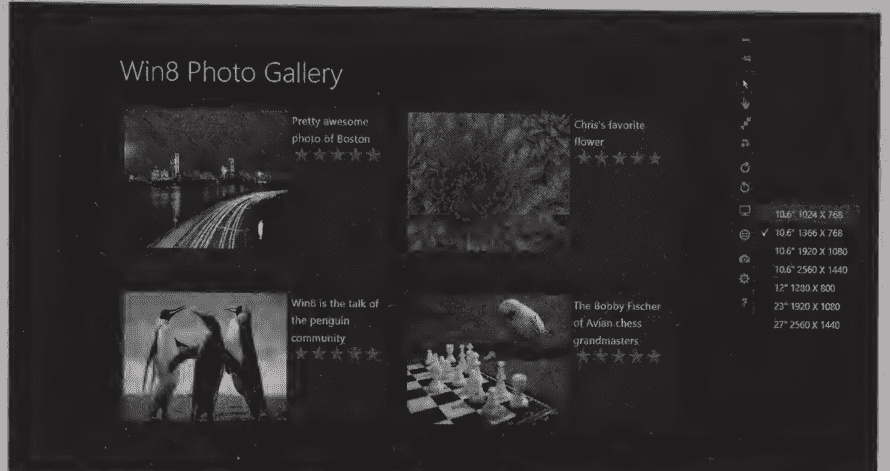 Win8 Photo Gallery
Pretty awesome
photo of Boston
Chris's favorite
flower
Win8 is the talk of
the penguin
community
The Bobby Fischer
of Avian chess
grandmasters
10.6" 1024 X 768
✓ 10.6" 1366 X 768
10.6" 1920 X 1080
10.6" 2560 X 1440
12" 1280 X 800
23" 1920 X 1080
27" 2560 X 1440
?